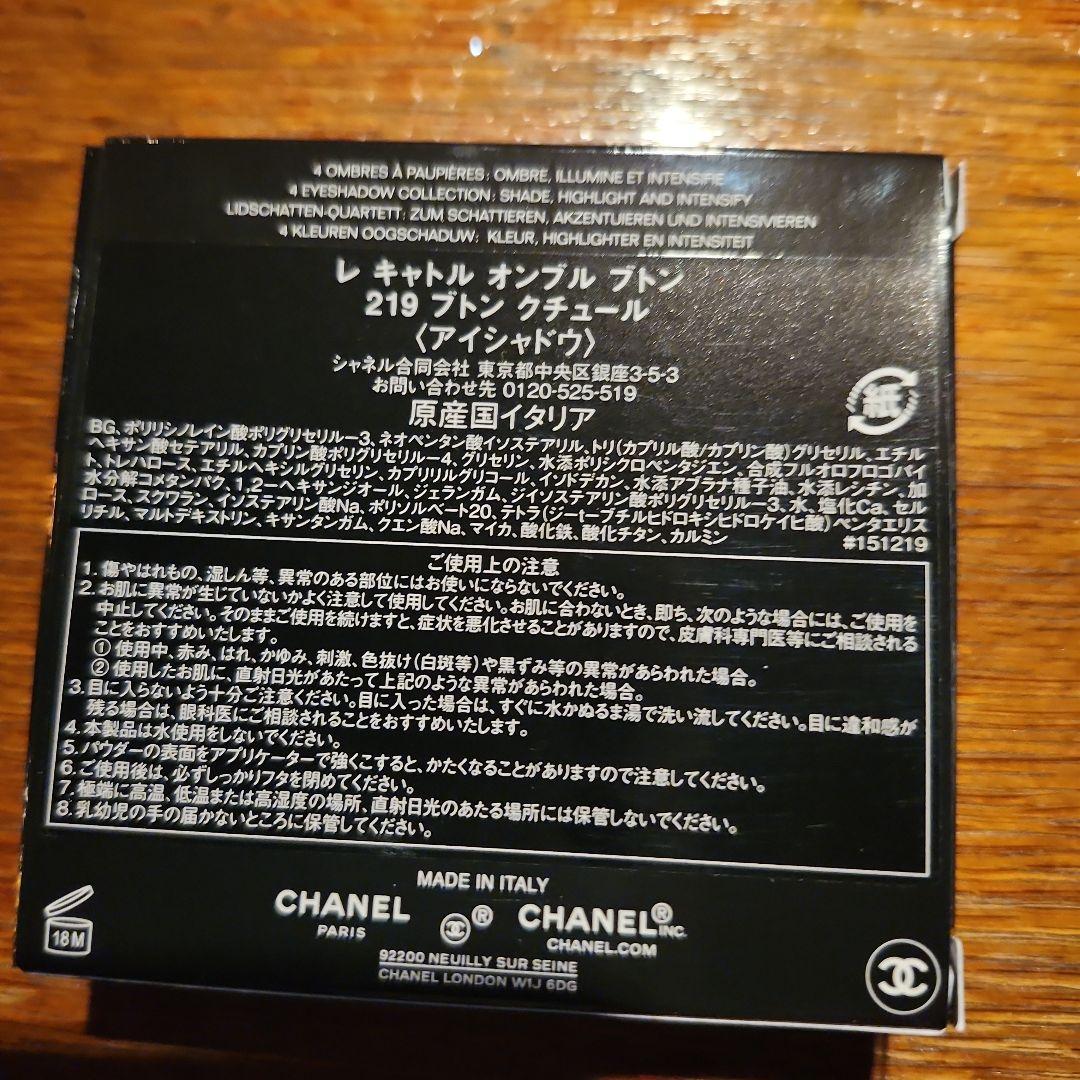 4 OMBRES À PAUPIÈRES: OMBRE, ILLUMINE ET INTENSIFIE
4 EYESHADOW COLLECTION: SHADE, HIGHLIGHT AND INTENSIFY
LIDSCHATTEN-QUARTETT: ZUM SCHATTIEREN, AKZENTUIEREN UND INTENSIVIEREN
4 KLEUREN OOGSCHADUW: KLEUR, HIGHLIGHTER EN INTENSITEIT
レ キャトル オンブル ブトン
219 ブトン クチュール
〈アイシャドウ〉
シャネル合同会社 東京都中央区銀座3-5-3
お問い合わせ先 0120-525-519
原産国イタリア
紙
BG、ポリリシノレイン酸ポリグリセリル－3、ネオペンタン酸イソステアリル、トリ(カプリル酸/カプリン酸)グリセリル、エチル
ヘキサン酸セテアリル、カプリン酸ポリグリセリル－4、グリセリン、水添ポリシクロペンタジエン、合成フルオロフロゴパイ
ト、トレハロース、エチルヘキシルグリセリン、カプリリルグリコール、イソドデカン、水添アブラナ種子油、水添レシチン、加
水分解コメタンパク、1,2－ヘキサンジオール、ジェランガム、ジイソステアリン酸ポリグリセリル－3、水、塩化Ca、セル
ロース、スクワラン、イソステアリン酸Na、ポリソルベート20、テトラ(ジーt－ブチルヒドロキシヒドロケイヒ酸)ペンタエリス
リチル、マルトデキストリン、キサンタンガム、クエン酸Na、マイカ、酸化鉄、酸化チタン、カルミン
#151219
ご使用上の注意
1. 傷やはれもの、湿しん等、異常のある部位にはお使いにならないでください。
2. お肌に異常が生じていないかよく注意して使用してください。お肌に合わないとき、即ち、次のような場合には、ご使用を
中止してください。そのままご使用を続けますと、症状を悪化させることがありますので、皮膚科専門医等にご相談される
ことをおすすめいたします。
① 使用中、赤み、はれ、かゆみ、刺激、色抜け(白斑等)や黒ずみ等の異常があらわれた場合。
② 使用したお肌に、直射日光があたって上記のような異常があらわれた場合。
3. 目に入らないよう十分ご注意ください。目に入った場合は、すぐに水かぬるま湯で洗い流してください。目に違和感が
残る場合は、眼科医にご相談されることをおすすめいたします。
4. 本製品は水使用をしないでください。
5. パウダーの表面をアプリケーターで強くこすると、かたくなることがありますので注意してください。
6. ご使用後は、必ずしっかりフタを閉めてください。
7. 極端に高温、低温または高湿度の場所、直射日光のあたる場所には保管しないでください。
8. 乳幼児の手の届かないところに保管してください。
MADE IN ITALY
CHANEL ® CHANEL®
PARIS INC.
CHANEL.COM
18M
92200 NEUILLY SUR SEINE
CHANEL LONDON W1J 6DG